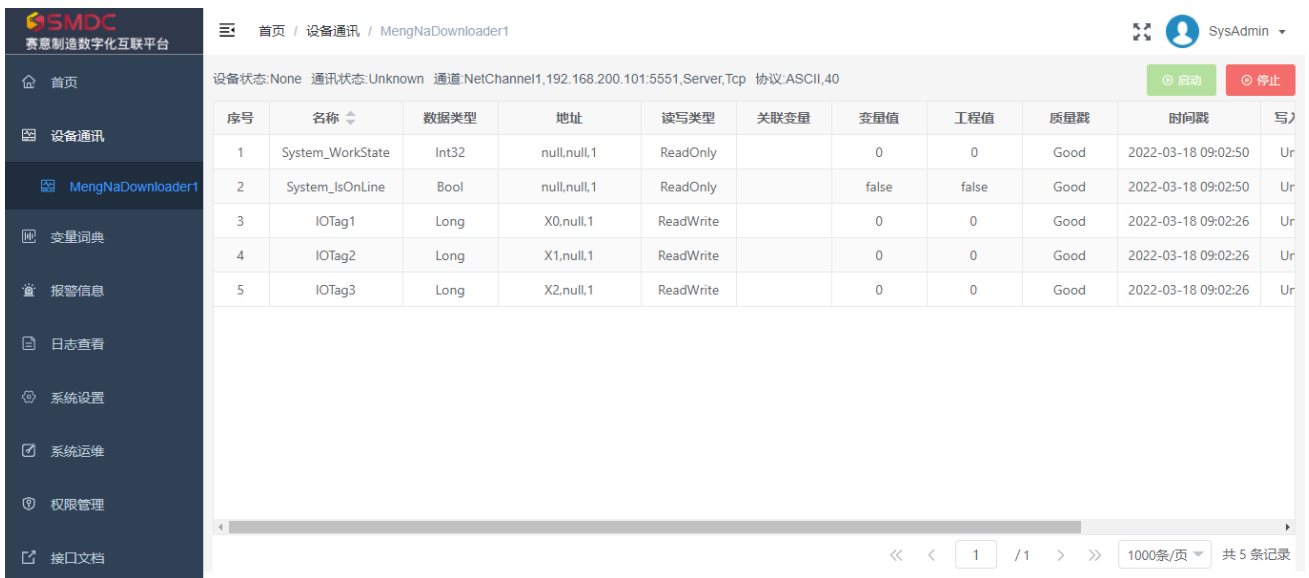 SMDC
赛意制造数字化互联平台
首页 / 设备通讯 / MengNaDownloader1
SysAdmin
首页
设备通讯
MengNaDownloader1
变量词典
报警信息
日志查看
系统设置
系统运维
权限管理
接口文档
设备状态:None 通讯状态:Unknown 通道:NetChannel1,192.168.200.101:5551,Server,Tcp 协议:ASCII,40
启动 停止
序号 名称 数据类型 地址 读写类型 关联变量 变量值 工程值 质量戳 时间戳 写入
1 System_WorkState Int32 null,null,1 ReadOnly 0 0 Good 2022-03-18 09:02:50 Un
2 System_IsOnLine Bool null,null,1 ReadOnly false false Good 2022-03-18 09:02:50 Un
3 IOTag1 Long X0,null,1 ReadWrite 0 0 Good 2022-03-18 09:02:26 Un
4 IOTag2 Long X1,null,1 ReadWrite 0 0 Good 2022-03-18 09:02:26 Un
5 IOTag3 Long X2,null,1 ReadWrite 0 0 Good 2022-03-18 09:02:26 Un
1 / 1 1000条/页 共 5 条记录